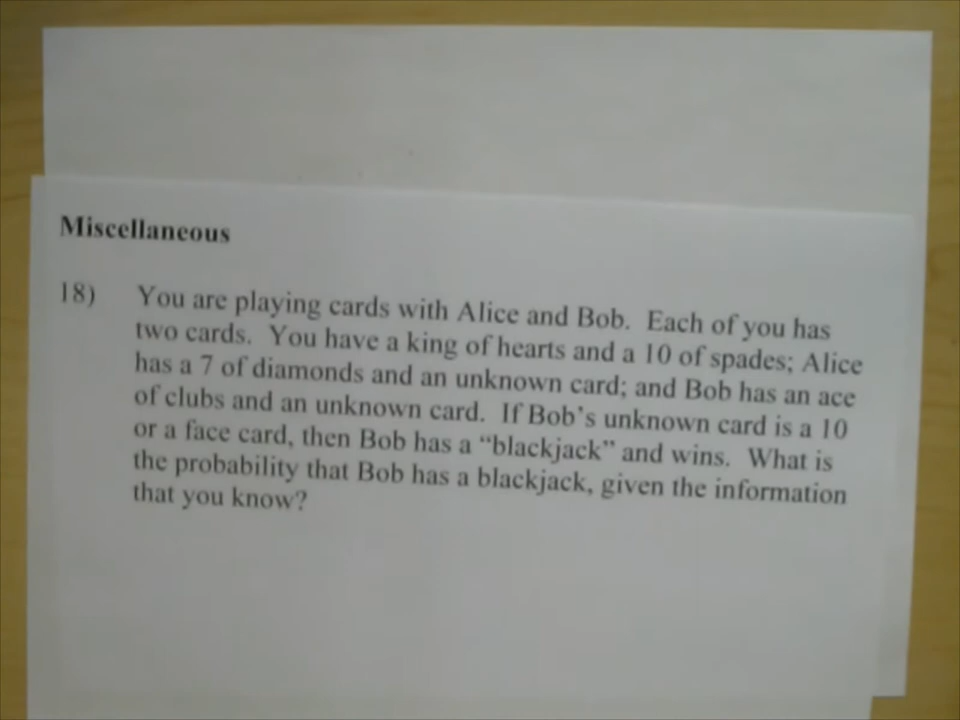 Miscellaneous
18) You are playing cards with Alice and Bob. Each of you has
two cards. You have a king of hearts and a 10 of spades; Alice
has a 7 of diamonds and an unknown card; and Bob has an ace
of clubs and an unknown card. If Bob's unknown card is a 10
or a face card, then Bob has a "blackjack" and wins. What is
the probability that Bob has a blackjack, given the information
that you know?